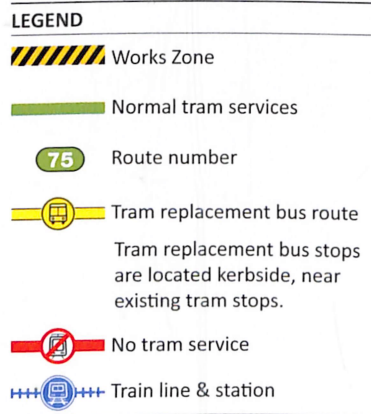 LEGEND
Works Zone
Normal tram services
75 Route number
Tram replacement bus route
Tram replacement bus stops
are located kerbside, near
existing tram stops.
No tram service
Train line & station